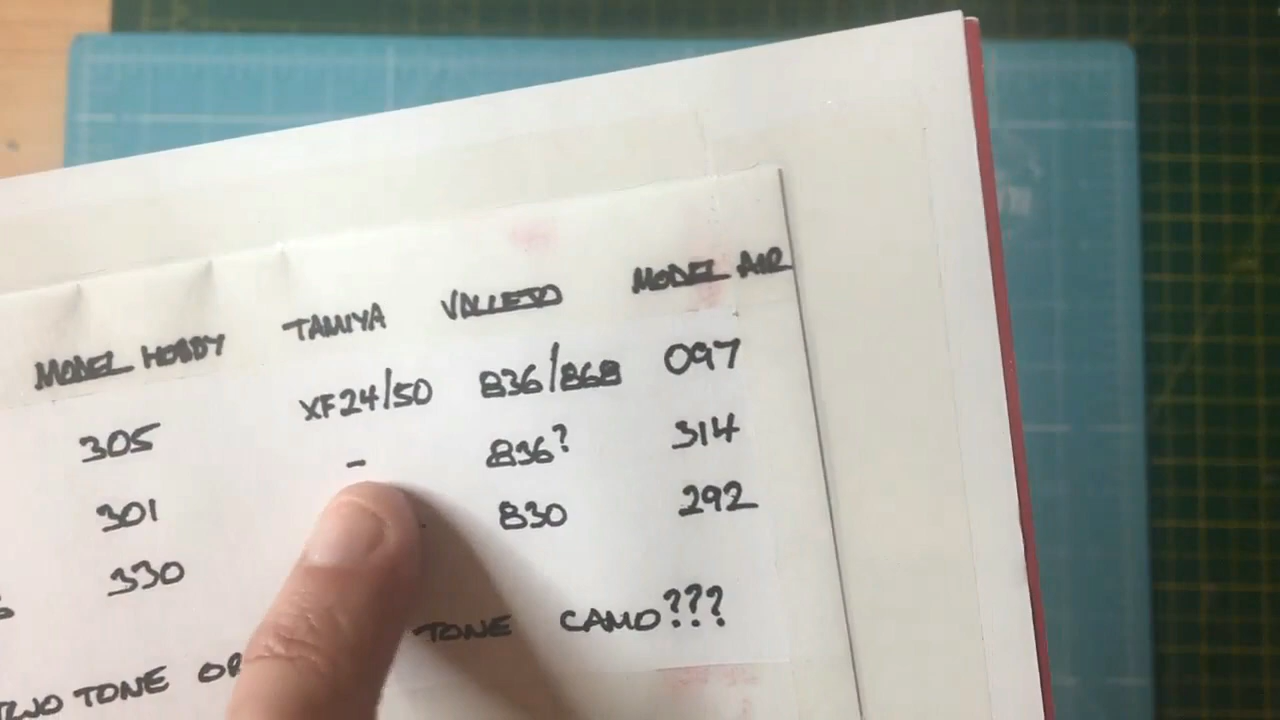 MODEL HOBBY TAMIYA VALLEJO MODEL AIR
305 XF24/50 836/868 097
301 - 836? 314
330 830 292
TWO TONE OR TONE CAMO???